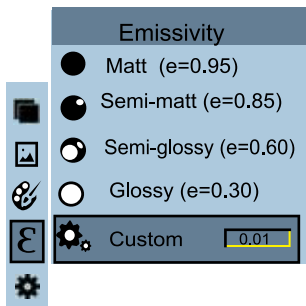 Emissivity
Matt (e=0.95)
Semi-matt (e=0.85)
Semi-glossy (e=0.60)
Glossy (e=0.30)
ε
Custom 0.01